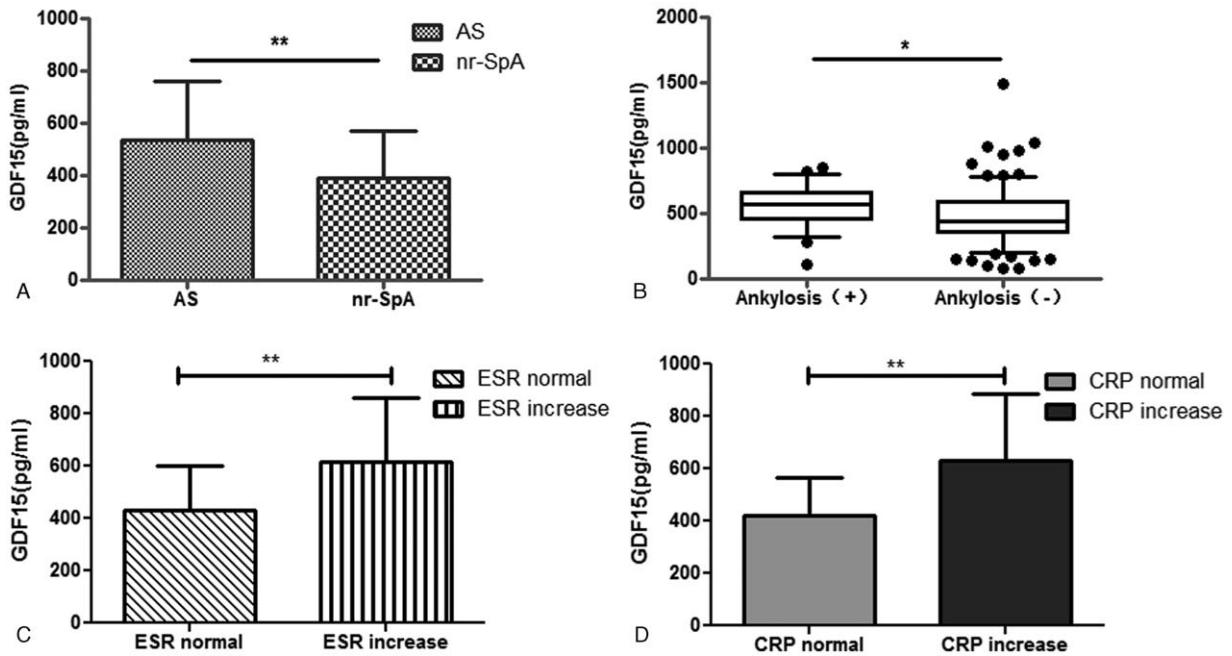 1000
800
600
400
200
0
GDF15(pg/ml)
**
AS
nr-SpA
AS
nr-SpA
A
2000
1500
1000
500
0
GDF15(pg/ml)
*
Ankylosis（+）
Ankylosis（-）
B
1000
800
600
400
200
0
GDF15(pg/ml)
**
ESR normal
ESR increase
ESR normal
ESR increase
C
1000
800
600
400
200
0
GDF15(pg/ml)
**
CRP normal
CRP increase
CRP normal
CRP increase
D